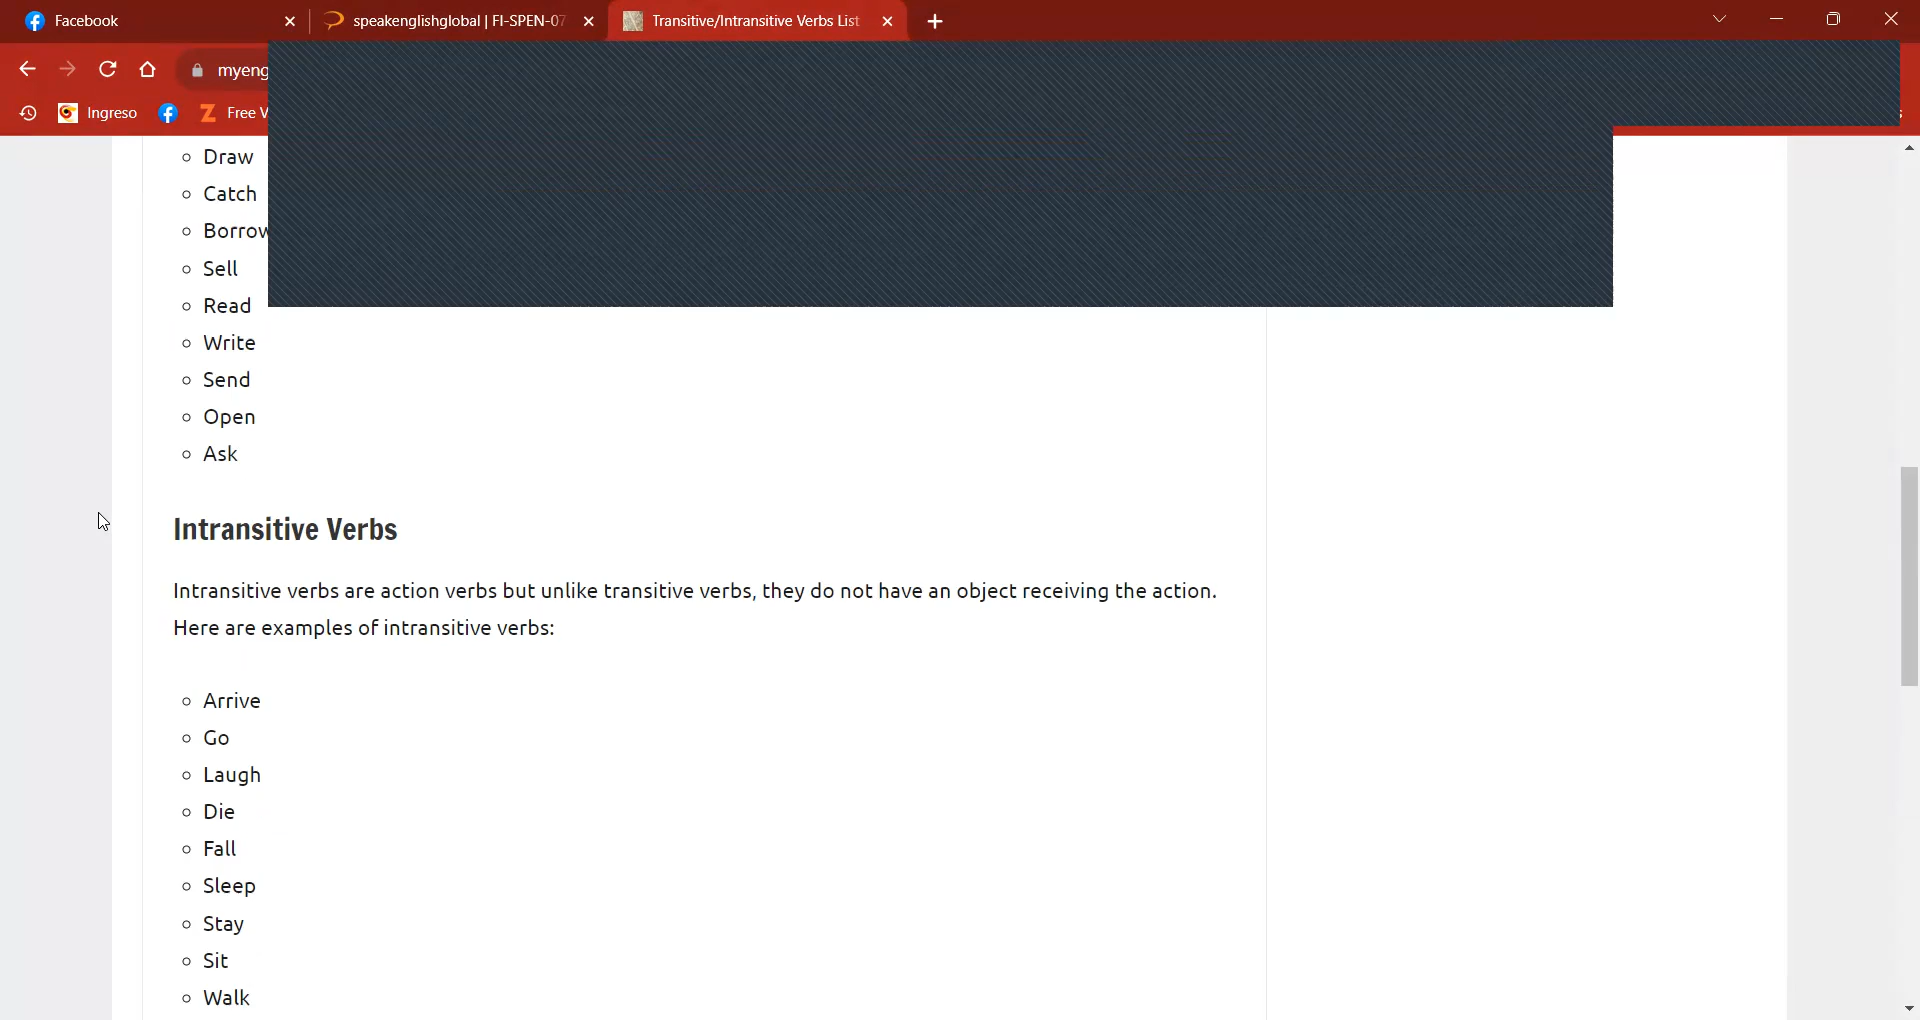 Facebook
speakenglishglobal | FI-SPEN-07
Transitive/Intransitive Verbs List
myeng
Ingreso
Free V
Draw
Catch
Borrow
Sell
Read
Write
Send
Open
Ask
Intransitive Verbs
Intransitive verbs are action verbs but unlike transitive verbs, they do not have an object receiving the action.
Here are examples of intransitive verbs:
Arrive
Go
Laugh
Die
Fall
Sleep
Stay
Sit
Walk